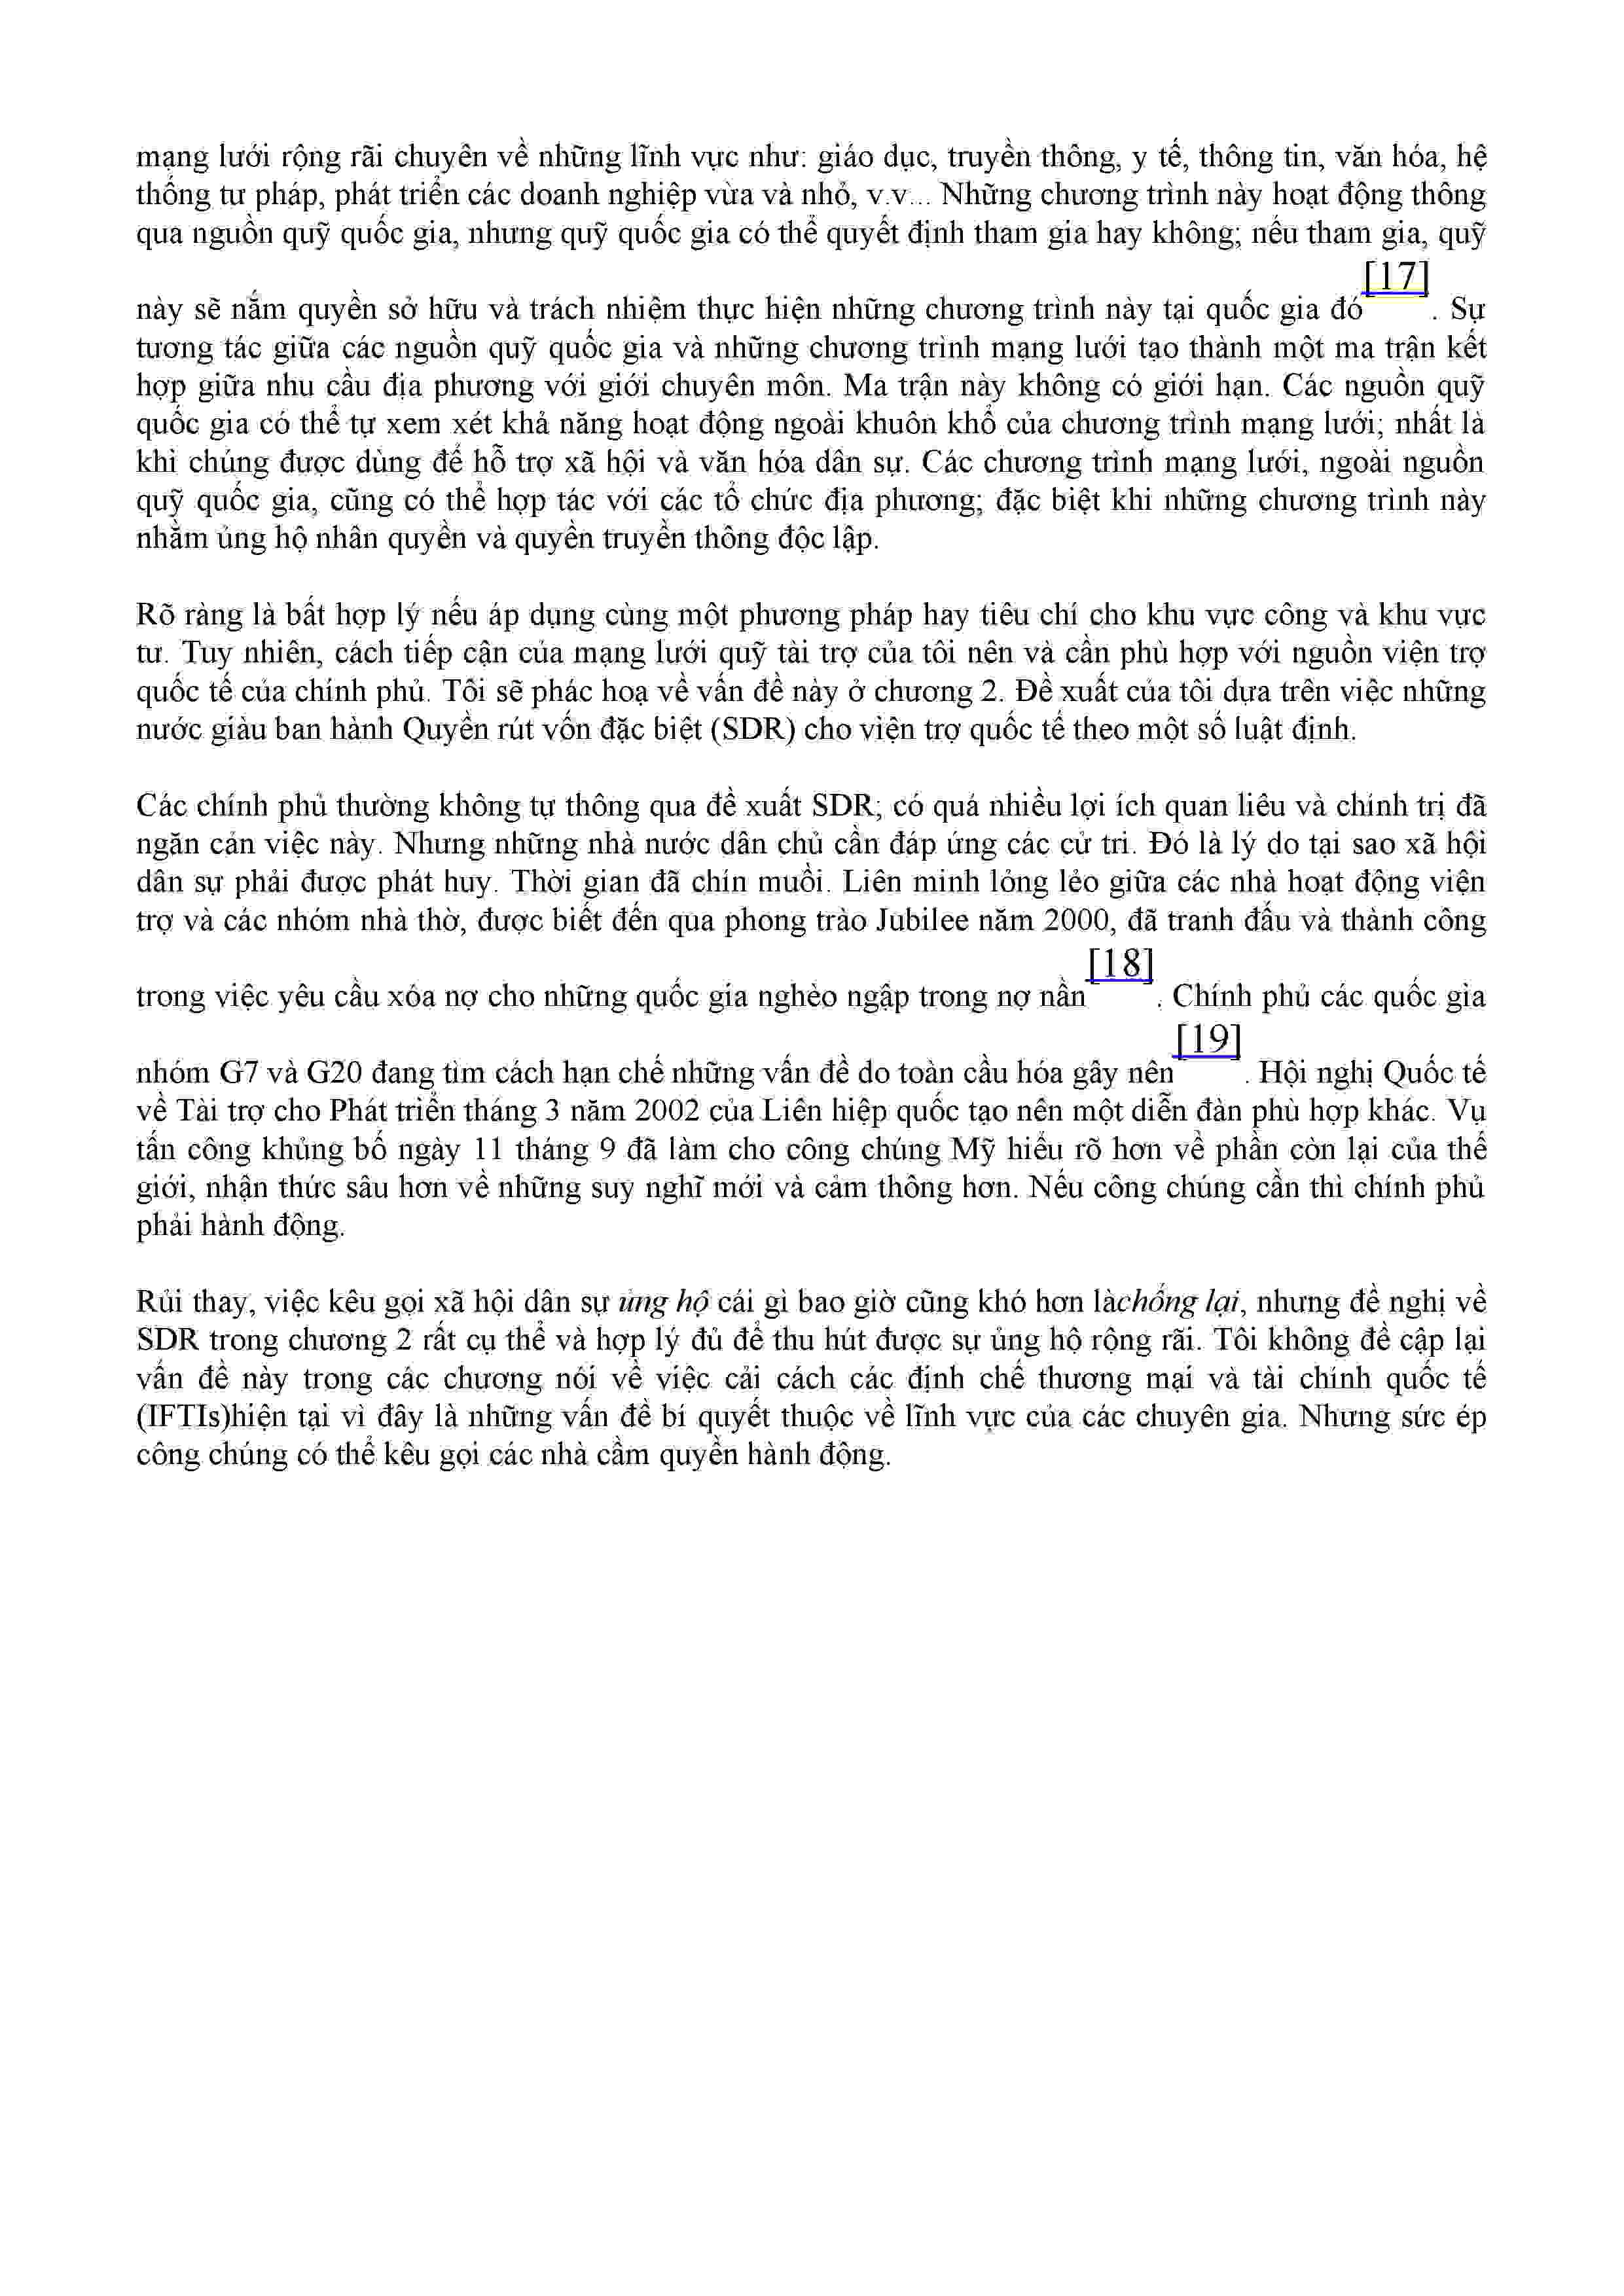 mạng lưới rộng rãi chuyên về những lĩnh vực như: giáo dục, truyền thông, y tế, thông tin, văn hóa, hệ
thống tư pháp, phát triển các doanh nghiệp vừa và nhỏ, v.v... Những chương trình này hoạt động thông
qua nguồn quỹ quốc gia, nhưng quỹ quốc gia có thể quyết định tham gia hay không; nếu tham gia, quỹ
này sẽ nắm quyền sở hữu và trách nhiệm thực hiện những chương trình này tại quốc gia đó[17]. Sự
tương tác giữa các nguồn quỹ quốc gia và những chương trình mạng lưới tạo thành một ma trận kết
hợp giữa nhu cầu địa phương với giới chuyên môn. Ma trận này không có giới hạn. Các nguồn quỹ
quốc gia có thể tự xem xét khả năng hoạt động ngoài khuôn khổ của chương trình mạng lưới; nhất là
khi chúng được dùng để hỗ trợ xã hội và văn hóa dân sự. Các chương trình mạng lưới, ngoài nguồn
quỹ quốc gia, cũng có thể hợp tác với các tổ chức địa phương; đặc biệt khi những chương trình này
nhằm ủng hộ nhân quyền và quyền truyền thông độc lập.
Rõ ràng là bất hợp lý nếu áp dụng cùng một phương pháp hay tiêu chí cho khu vực công và khu vực
tư. Tuy nhiên, cách tiếp cận của mạng lưới quỹ tài trợ của tôi nên và cần phù hợp với nguồn viện trợ
quốc tế của chính phủ. Tôi sẽ phác hoạ về vấn đề này ở chương 2. Đề xuất của tôi dựa trên việc những
nước giàu ban hành Quyền rút vốn đặc biệt (SDR) cho viện trợ quốc tế theo một số luật định.
Các chính phủ thường không tự thông qua đề xuất SDR; có quá nhiều lợi ích quan liêu và chính trị đã
ngăn cản việc này. Nhưng những nhà nước dân chủ cần đáp ứng các cử tri. Đó là lý do tại sao xã hội
dân sự phải được phát huy. Thời gian đã chín muồi. Liên minh lỏng lẻo giữa các nhà hoạt động viện
trợ và các nhóm nhà thờ, được biết đến qua phong trào Jubilee năm 2000, đã tranh đấu và thành công
trong việc yêu cầu xóa nợ cho những quốc gia nghèo ngập trong nợ nần[18]. Chính phủ các quốc gia
nhóm G7 và G20 đang tìm cách hạn chế những vấn đề do toàn cầu hóa gây nên[19]. Hội nghị Quốc tế
về Tài trợ cho Phát triển tháng 3 năm 2002 của Liên hiệp quốc tạo nên một diễn đàn phù hợp khác. Vụ
tấn công khủng bố ngày 11 tháng 9 đã làm cho công chúng Mỹ hiểu rõ hơn về phần còn lại của thế
giới, nhận thức sâu hơn về những suy nghĩ mới và cảm thông hơn. Nếu công chúng cần thì chính phủ
phải hành động.
Rủi thay, việc kêu gọi xã hội dân sự ủng hộ cái gì bao giờ cũng khó hơn làchống lại, nhưng đề nghị về
SDR trong chương 2 rất cụ thể và hợp lý đủ để thu hút được sự ủng hộ rộng rãi. Tôi không đề cập lại
vấn đề này trong các chương nói về việc cải cách các định chế thương mại và tài chính quốc tế
(IFTIs)hiện tại vì đây là những vấn đề bí quyết thuộc về lĩnh vực của các chuyên gia. Nhưng sức ép
công chúng có thể kêu gọi các nhà cầm quyền hành động.